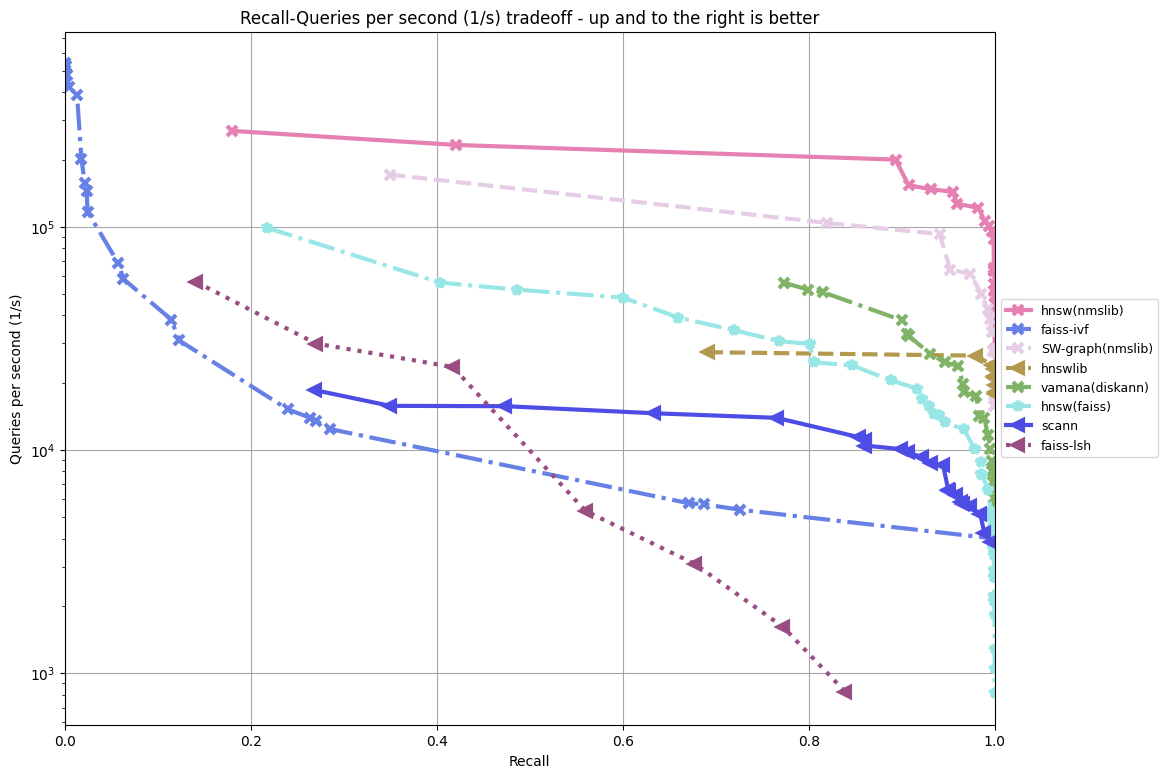 Recall-Queries per second (1/s) tradeoff - up and to the right is better
Queries per second (1/s)
10^5
10^4
10^3
0.0 0.2 0.4 0.6 0.8 1.0
Recall
hnsw(nmslib)
faiss-ivf
SW-graph(nmslib)
hnswlib
vamana(diskann)
hnsw(faiss)
scann
faiss-lsh